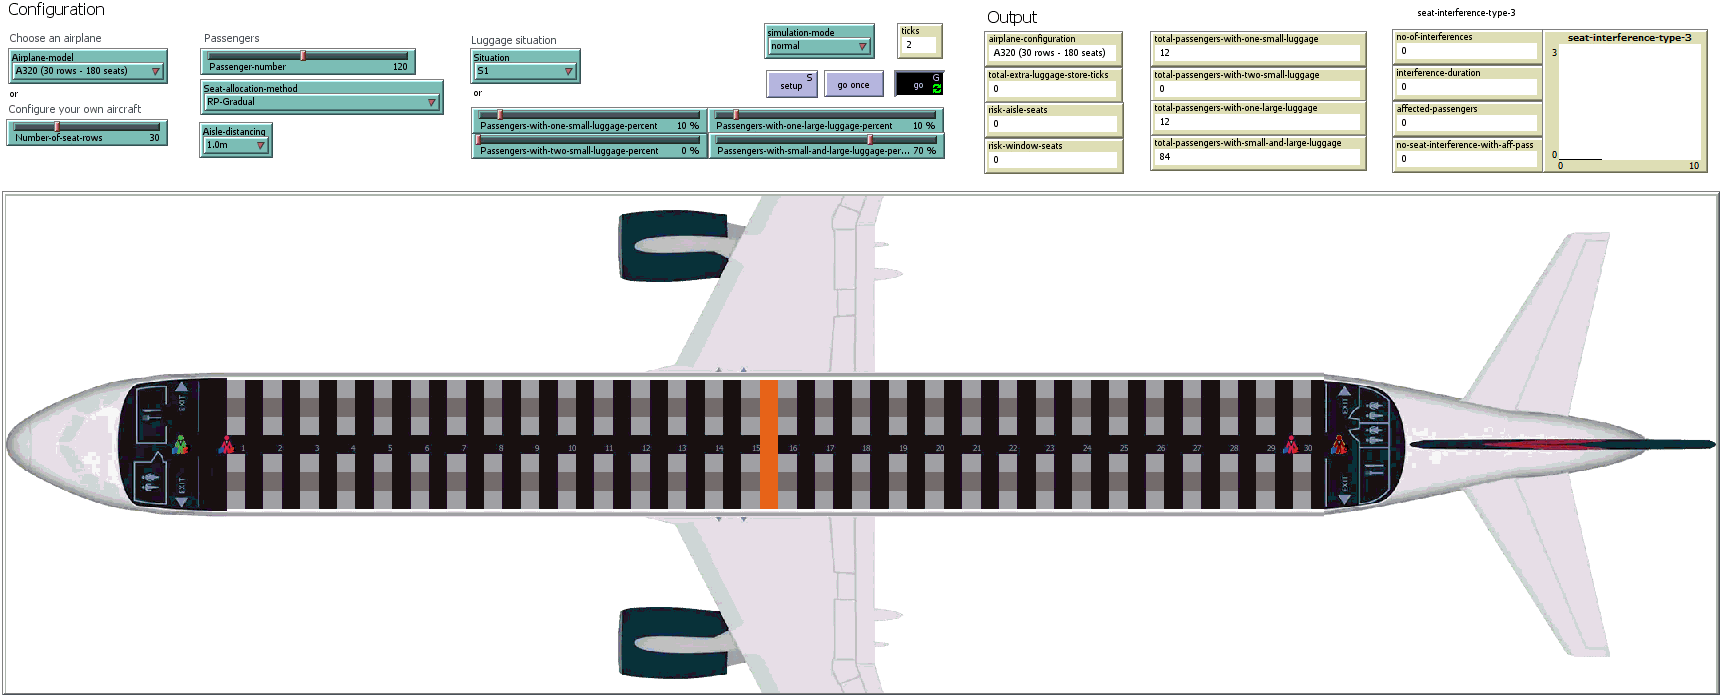 Configuration
Choose an airplane
Airplane-model
A320 (30 rows - 180 seats)
or
Configure your own aircraft
Number-of-seat-rows 30
Passengers
Passenger-number 120
Seat-allocation-method
RP-Gradual
Aisle-distancing
1.0m
Luggage situation
Situation
S1
or
Passengers-with-one-small-luggage-percent 10 %
Passengers-with-one-large-luggage-percent 10 %
Passengers-with-two-small-luggage-percent 0 %
Passengers-with-small-and-large-luggage-per... 70 %
simulation-mode
normal
ticks
2
S
setup
go once
G
go
Output
airplane-configuration
A320 (30 rows - 180 seats)
total-extra-luggage-store-ticks
0
risk-aisle-seats
0
risk-window-seats
0
total-passengers-with-one-small-luggage
12
total-passengers-with-two-small-luggage
0
total-passengers-with-one-large-luggage
12
total-passengers-with-small-and-large-luggage
84
seat-interference-type-3
no-of-interferences
0
interference-duration
0
affected-passengers
0
no-seat-interference-with-aff-pass
0
seat-interference-type-3
3
0
0 10
EXIT EXIT
1 2 3 4 5 6 7 8 9 10 11 12 13 14 15 16 17 18 19 20 21 22 23 24 25 26 27 28 29 30
EXIT EXIT